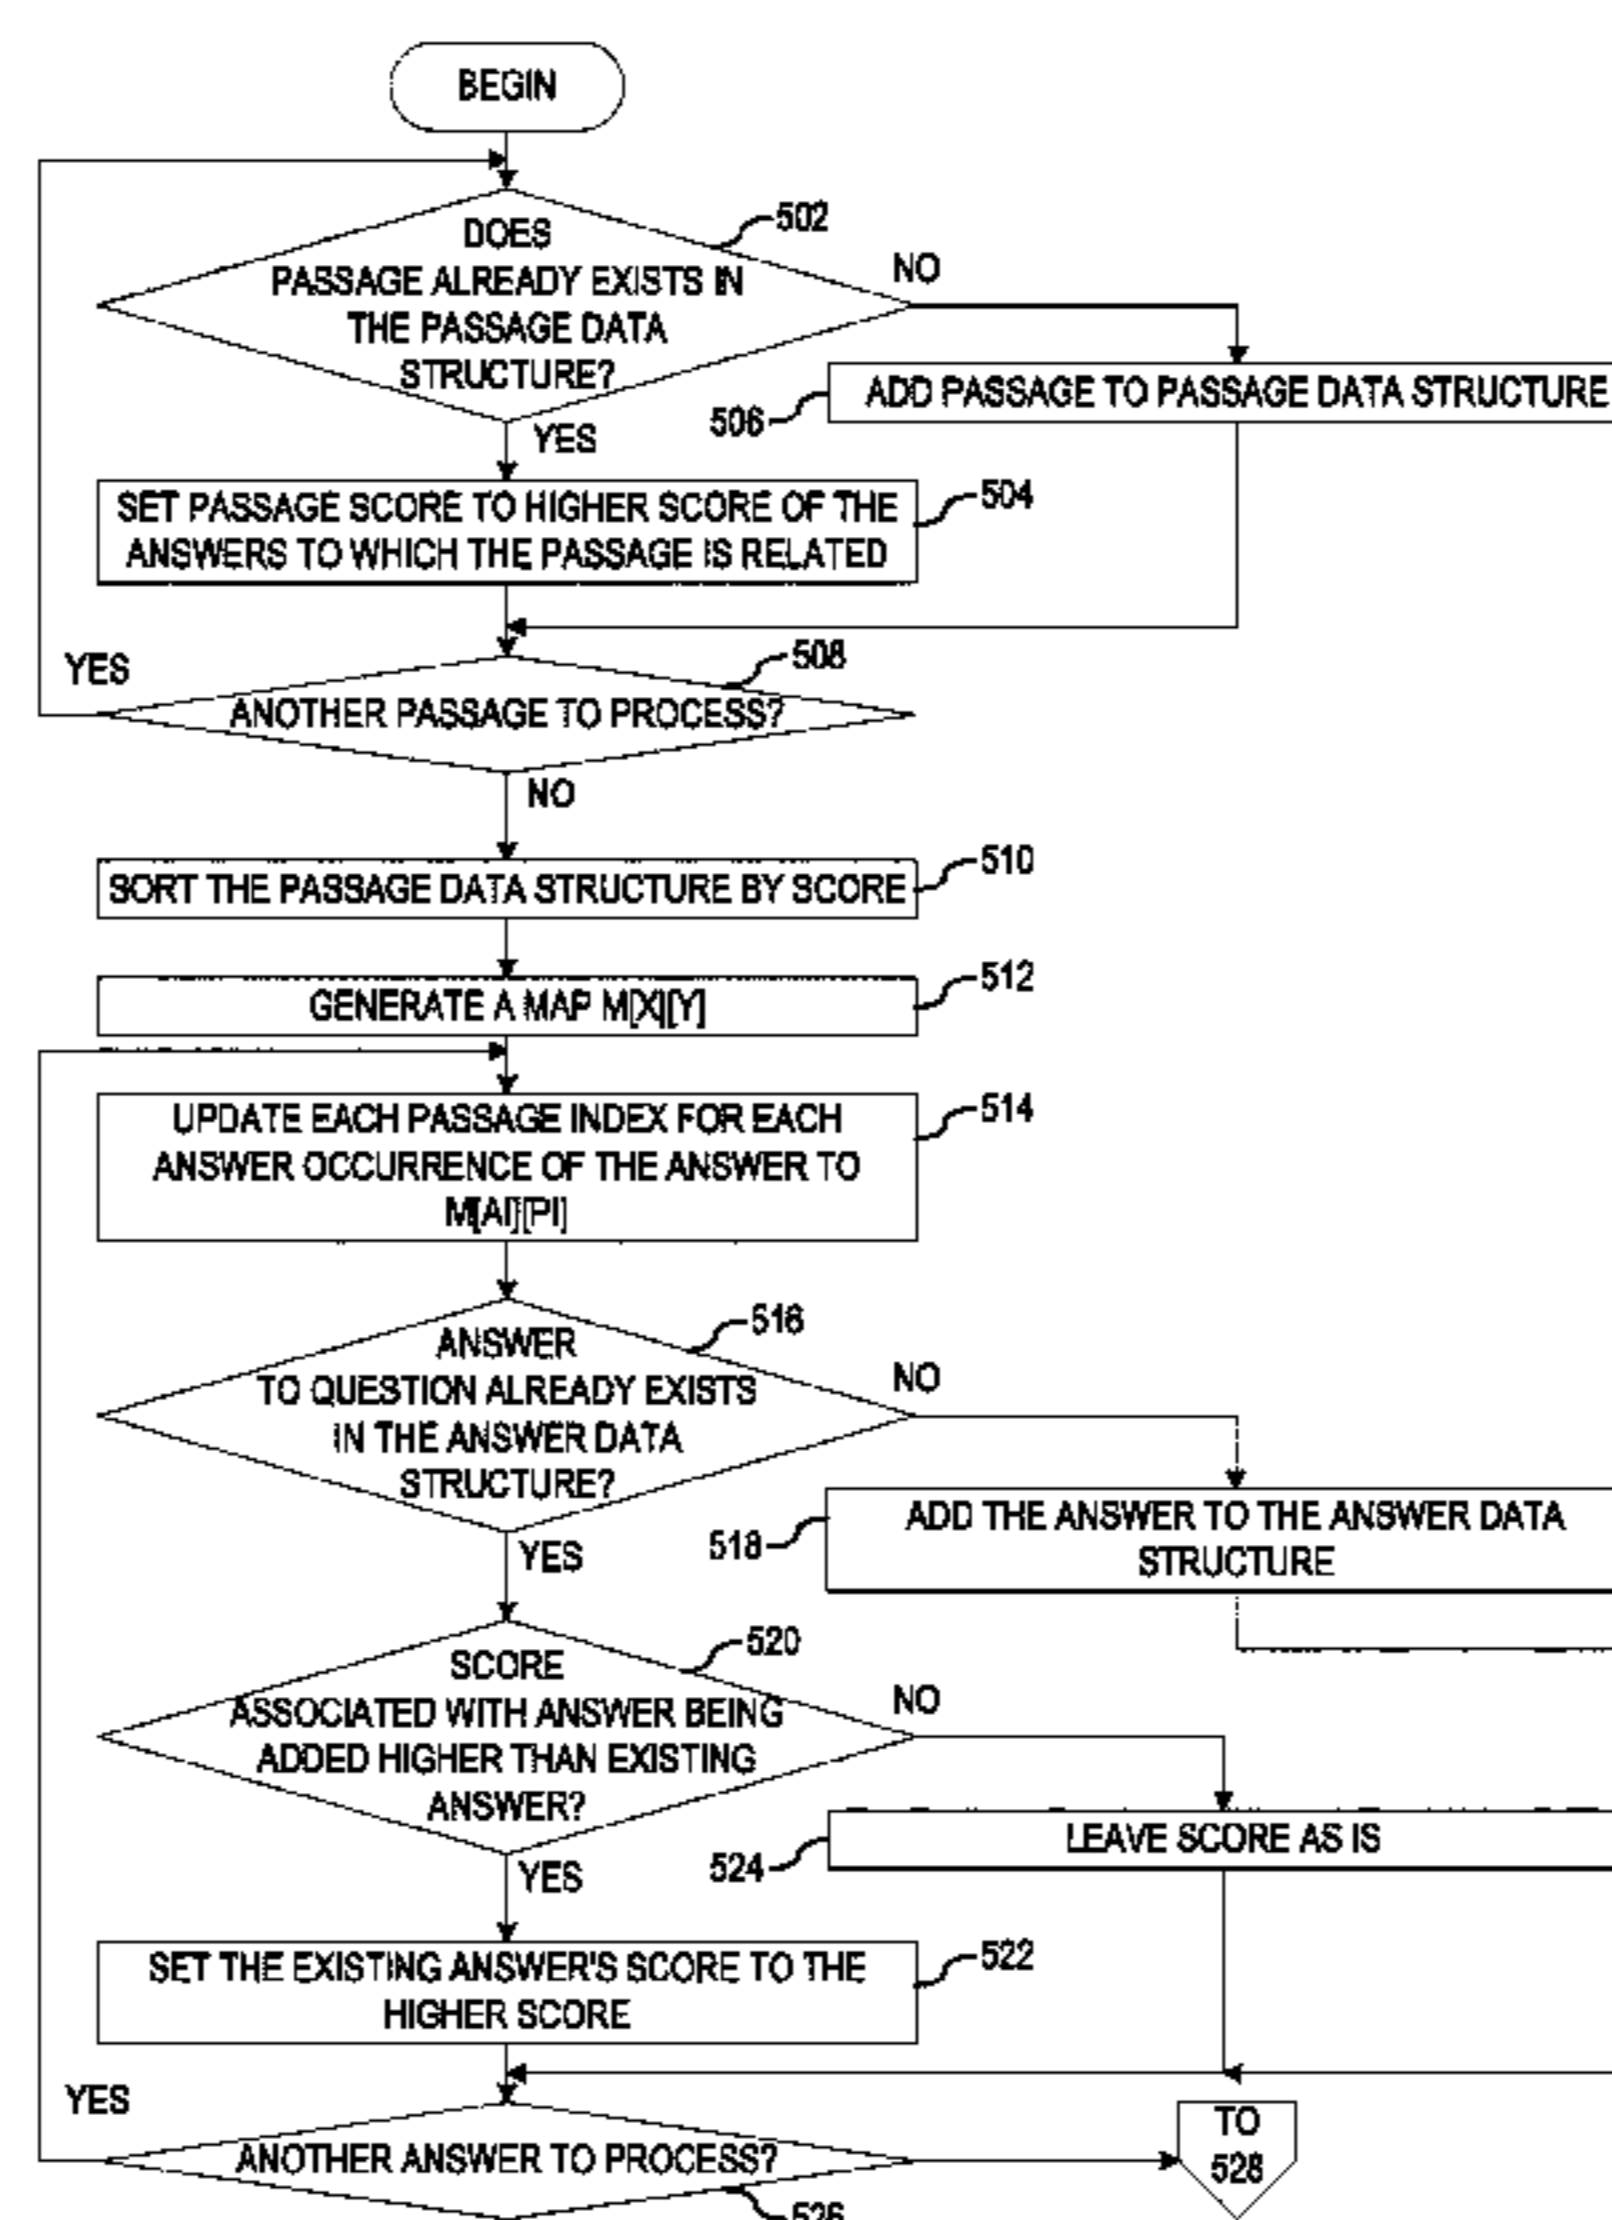 BEGIN
502
DOES
PASSAGE ALREADY EXISTS IN
THE PASSAGE DATA
STRUCTURE?
NO
YES
506
ADD PASSAGE TO PASSAGE DATA STRUCTURE
SET PASSAGE SCORE TO HIGHER SCORE OF THE
ANSWERS TO WHICH THE PASSAGE IS RELATED
504
YES
508
ANOTHER PASSAGE TO PROCESS?
NO
SORT THE PASSAGE DATA STRUCTURE BY SCORE
510
GENERATE A MAP M[X][Y]
512
UPDATE EACH PASSAGE INDEX FOR EACH
ANSWER OCCURRENCE OF THE ANSWER TO
M[AI][PI]
514
516
ANSWER
TO QUESTION ALREADY EXISTS
IN THE ANSWER DATA
STRUCTURE?
NO
YES
518
ADD THE ANSWER TO THE ANSWER DATA
STRUCTURE
520
SCORE
ASSOCIATED WITH ANSWER BEING
ADDED HIGHER THAN EXISTING
ANSWER?
NO
YES
524
LEAVE SCORE AS IS
SET THE EXISTING ANSWER'S SCORE TO THE
HIGHER SCORE
522
YES
ANOTHER ANSWER TO PROCESS?
526
TO
528